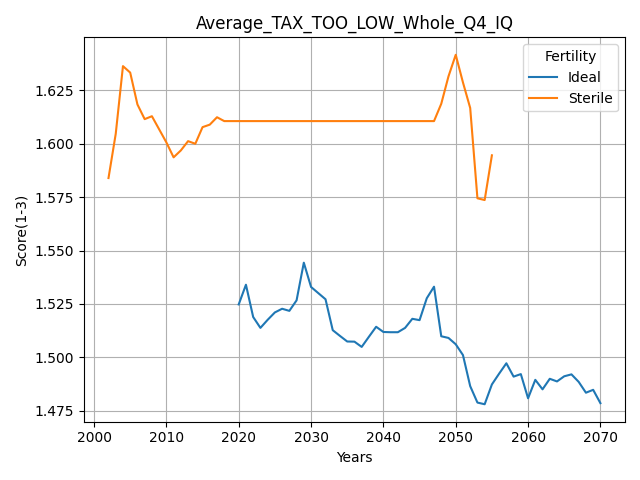 Average_TAX_TOO_LOW_Whole_Q4_IQ
Fertility
Ideal
Sterile
Score(1-3)
1.625
1.600
1.575
1.550
1.525
1.500
1.475
2000 2010 2020 2030 2040 2050 2060 2070
Years